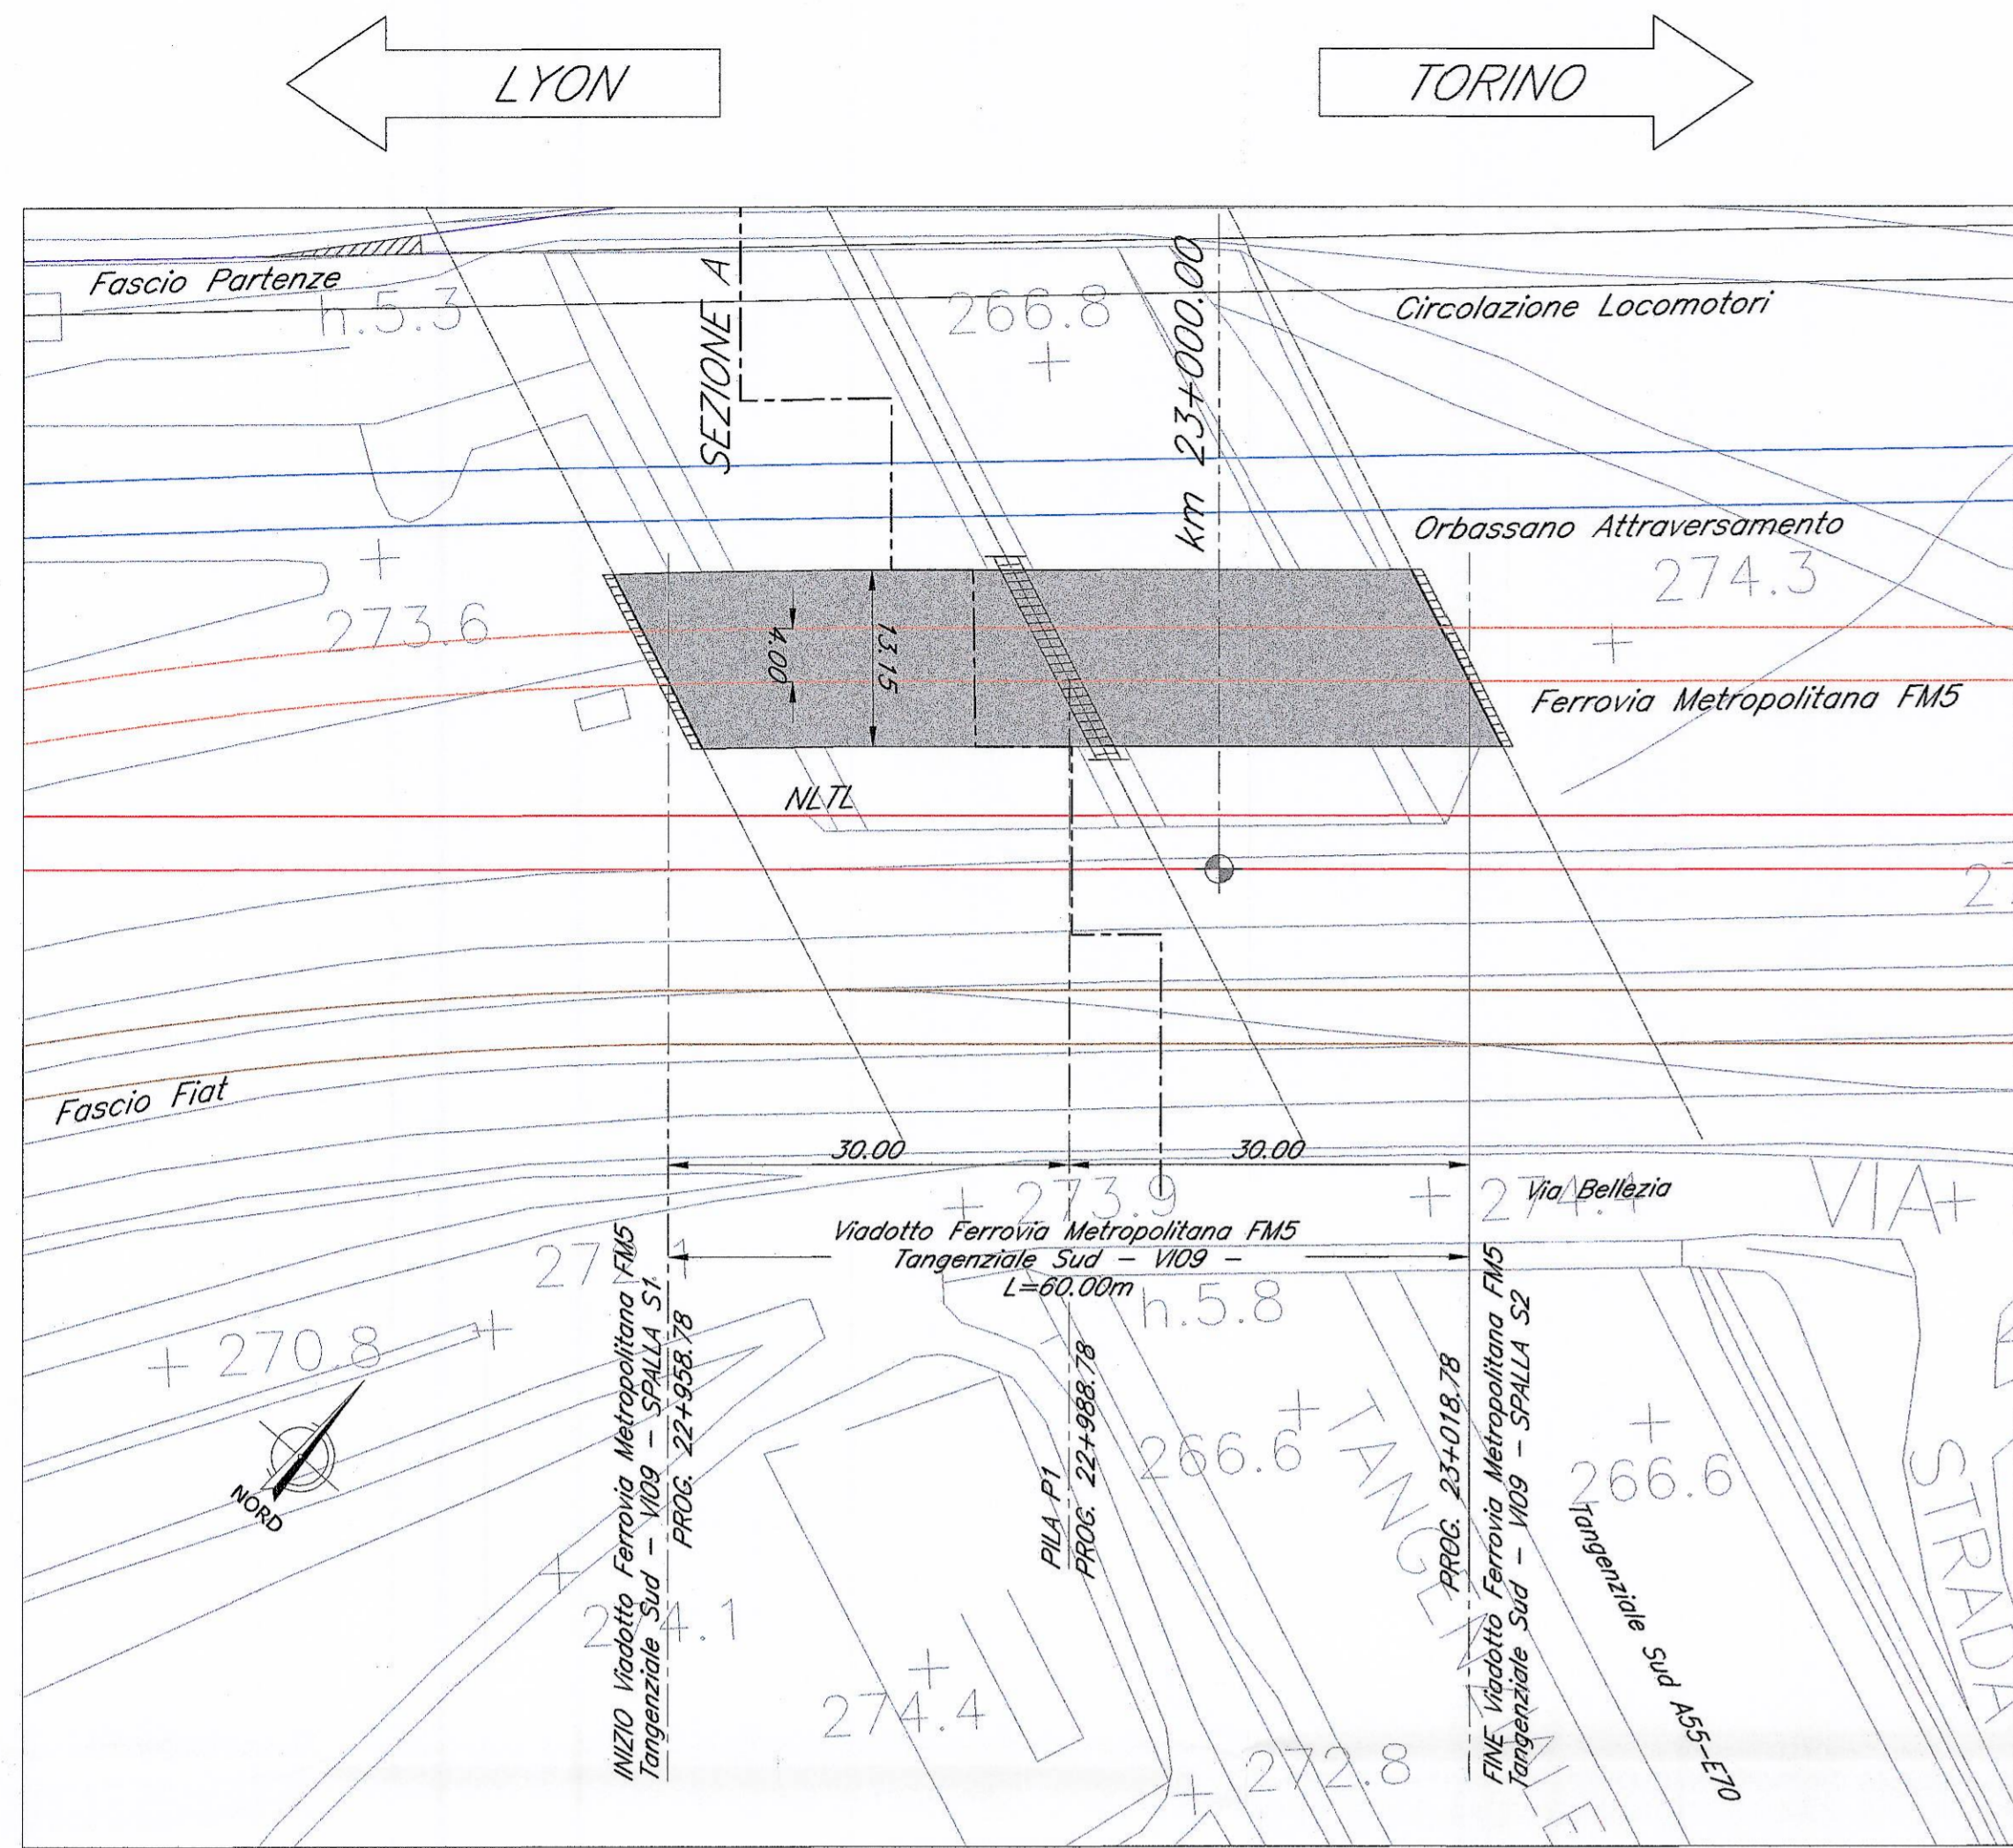 LYON
TORINO
Fascio Partenze
h.5.3
SEZIONE A
266.8
km 23+000.00
Circolazione Locomotori
Orbassano Attraversamento
274.3
273.6
4.00
13.15
Ferrovia Metropolitana FM5
NLTL
Fascio Fiat
30.00
30.00
273.9
274.4
Via Bellezia
VIA
Viadotto Ferrovia Metropolitana FM5
Tangenziale Sud - VI09 -
L=60.00m
h.5.8
270.8
NORD
INIZIO Viadotto Ferrovia Metropolitana FM5
Tangenziale Sud - VI09 - SPALLA S1
PROG. 22+958.78
PILA P1
PROG. 22+988.78
PROG. 23+018.78
FINE Viadotto Ferrovia Metropolitana FM5
Tangenziale Sud - VI09 - SPALLA S2
266.6
266.6
TANGENZIALE
Tangenziale Sud A55-E70
STRADA
274.1
274.4
272.8